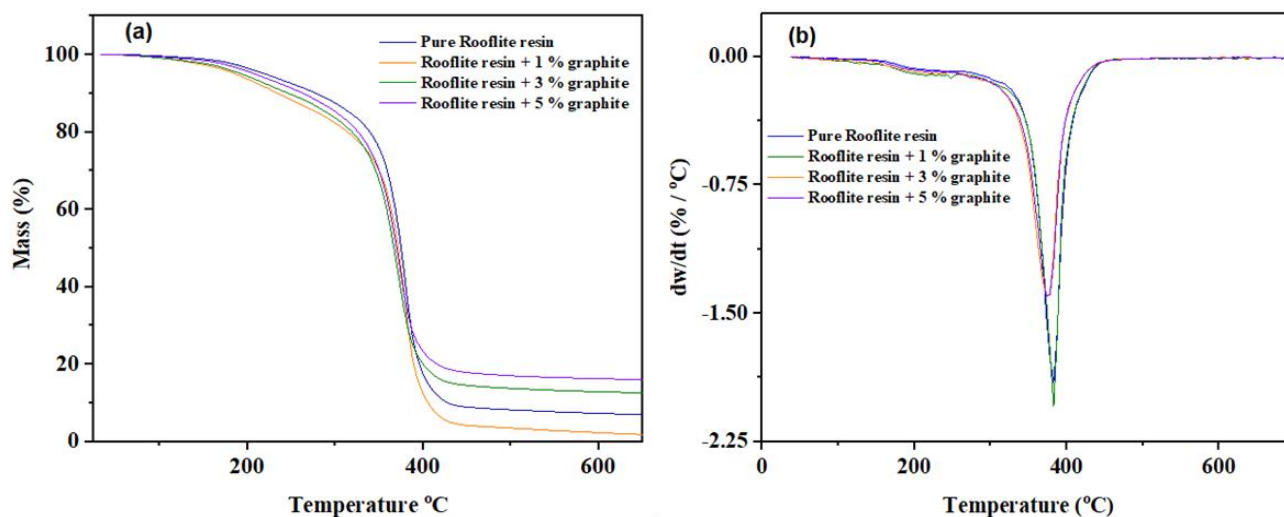 (a)
Pure Rooflite resin
Rooflite resin + 1 % graphite
Rooflite resin + 3 % graphite
Rooflite resin + 5 % graphite
100
80
60
40
20
0
Mass (%)
200
400
600
Temperature ºC
(b)
0.00
Pure Rooflite resin
Rooflite resin + 1 % graphite
Rooflite resin + 3 % graphite
Rooflite resin + 5 % graphite
-0.75
-1.50
-2.25
dw/dt (% / ºC)
0
200
400
600
Temperature (ºC)